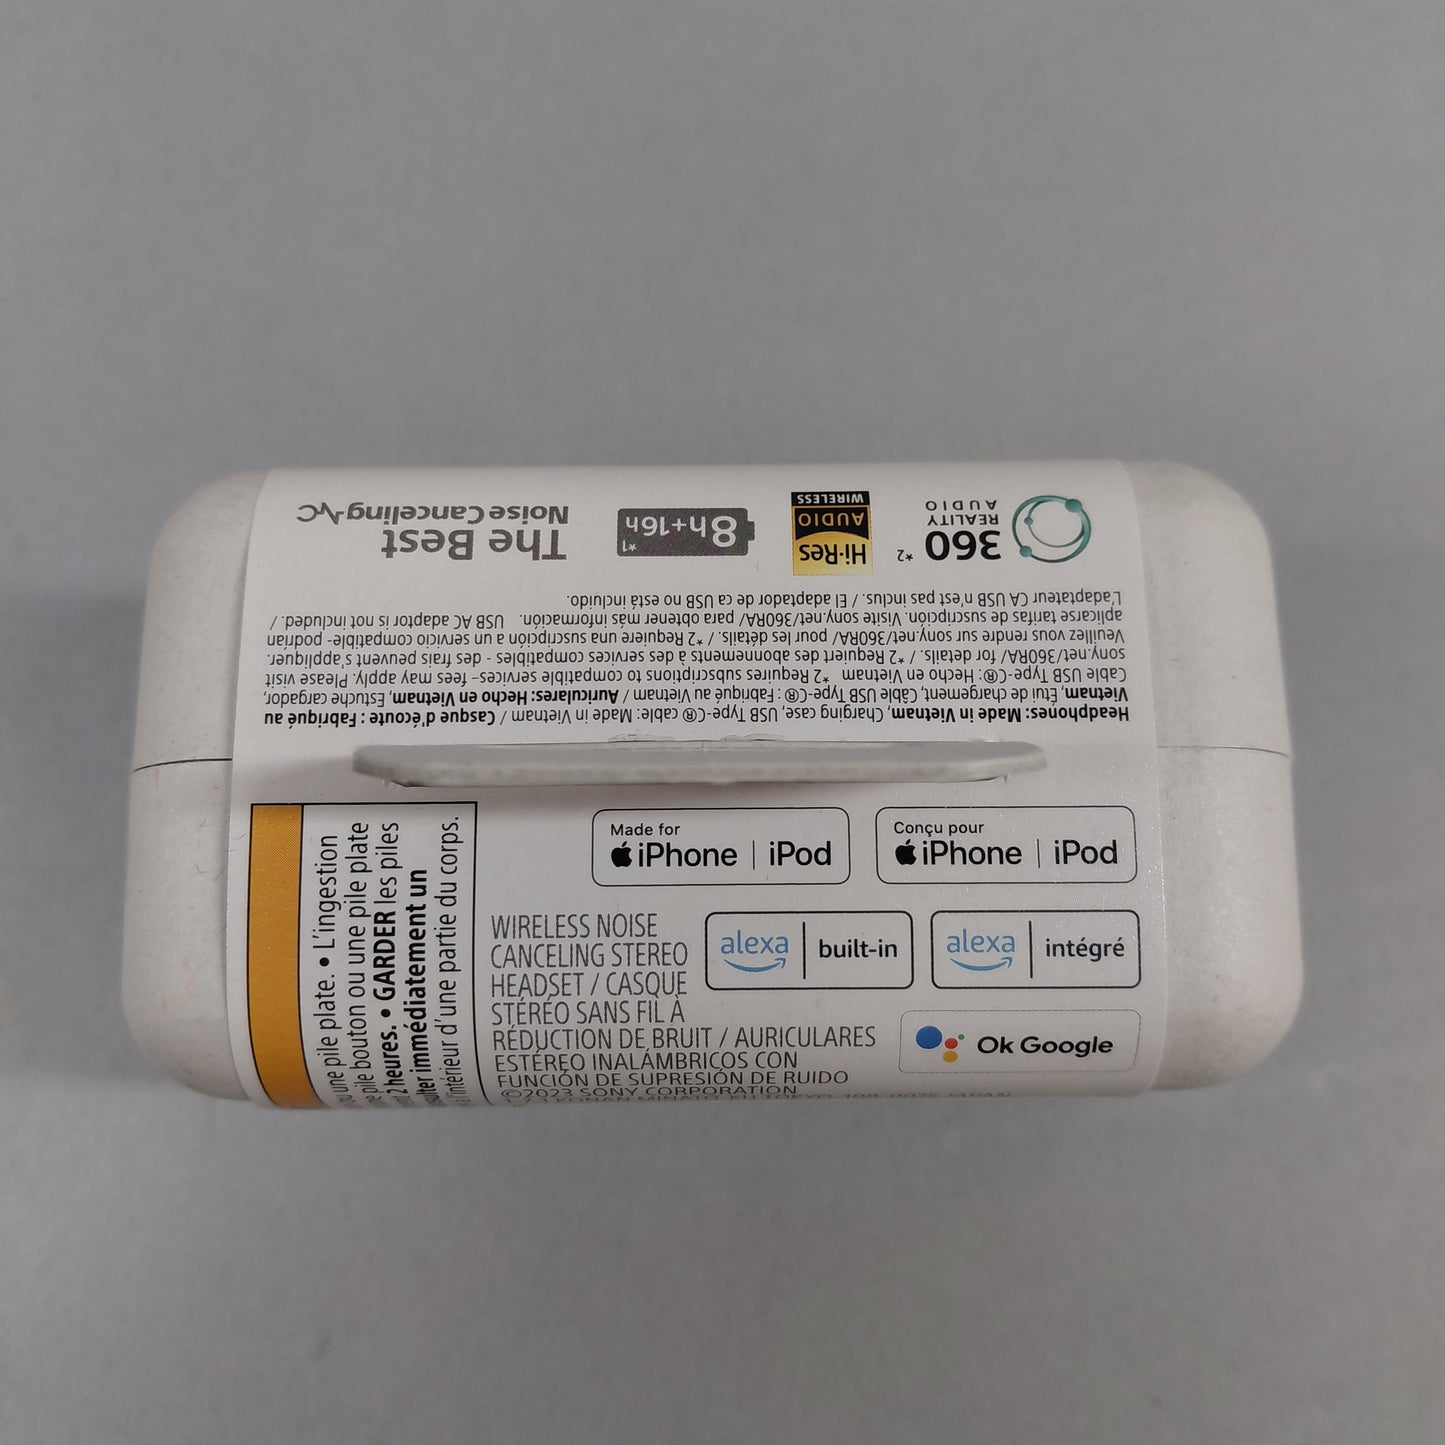 360 *2
REALITY
AUDIO
Hi-Res
AUDIO
WIRELESS
8h+16h *1
The Best
Noise Canceling
L'adaptateur CA USB n'est pas inclus. / El adaptador de ca USB no está incluido.
aplicarse tarifas de suscripción. Visite sony.net/360RA/ para obtener más información. USB AC adaptor is not included. /
Veuillez vous rendre sur sony.net/360RA/ pour les détails. / *2 Requiere una suscripción a un servicio compatible- podrían
sony.net/360RA/ for details. / *2 Requiert des abonnements à des services compatibles - des frais peuvent s'appliquer.
Cable USB Type-C®: Hecho en Vietnam *2 Requires subscriptions to compatible services– fees may apply. Please visit
Vietnam, Étui de chargement, Câble USB Type-C® : Fabriqué au Vietnam / Auriculares: Hecho en Vietnam, Estuche cargador,
Headphones: Made in Vietnam, Charging case, USB Type-C® cable: Made in Vietnam / Casque d'écoute : Fabriqué au
Made for
iPhone | iPod
Conçu pour
iPhone | iPod
WIRELESS NOISE
CANCELING STEREO
HEADSET / CASQUE
STÉRÉO SANS FIL À
RÉDUCTION DE BRUIT / AURICULARES
ESTÉREO INALÁMBRICOS CON
FUNCIÓN DE SUPRESIÓN DE RUIDO
©2023 SONY CORPORATION
KONAN MINATO-KU TOKYO, 108-0075 JAPAN
alexa | built-in
alexa | intégré
Ok Google
une pile plate. • L'ingestion
pile bouton ou une pile plate
2 heures. • GARDER les piles
immédiatement un
l'intérieur d'une partie du corps.